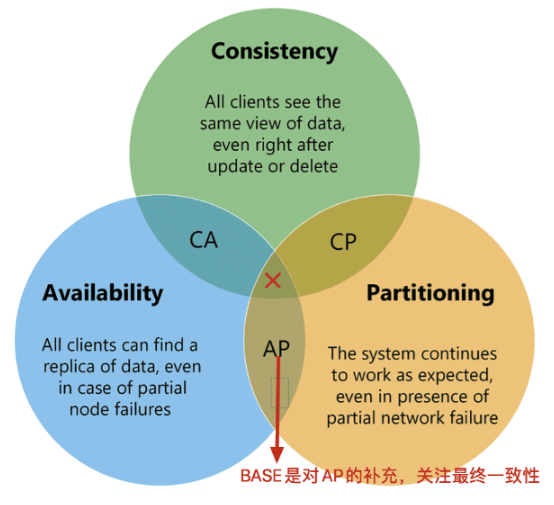 Consistency
All clients see the
same view of data,
even right after
update or delete
CA
CP
Availability
All clients can find a
replica of data, even
in case of partial
node failures
AP
Partitioning
The system continues
to work as expected,
even in presence of
partial network failure
BASE是对AP的补充，关注最终一致性